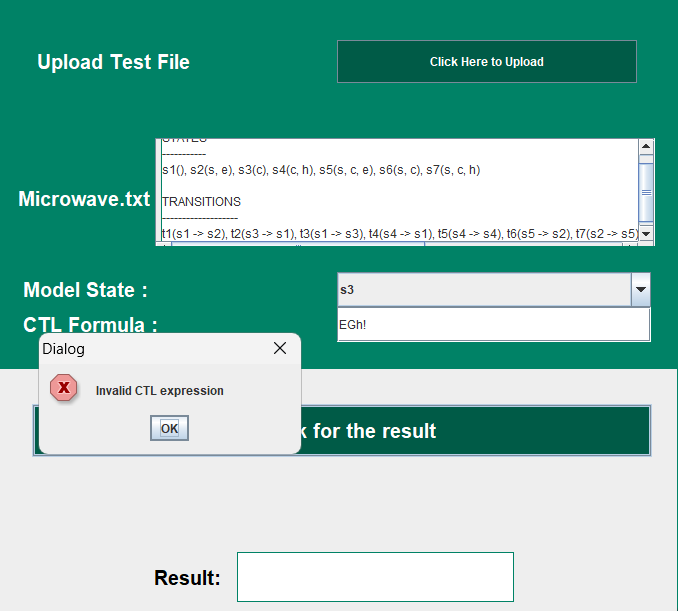 Upload Test File
Click Here to Upload
STATES
-----------
s1(), s2(s, e), s3(c), s4(c, h), s5(s, c, e), s6(s, c), s7(s, c, h)
Microwave.txt
TRANSITIONS
-------------------
t1(s1 -> s2), t2(s3 -> s1), t3(s1 -> s3), t4(s4 -> s1), t5(s4 -> s4), t6(s5 -> s2), t7(s2 -> s5)
Model State :
s3
CTL Formula :
EGh!
Dialog
Invalid CTL expression
OK
k for the result
Result: